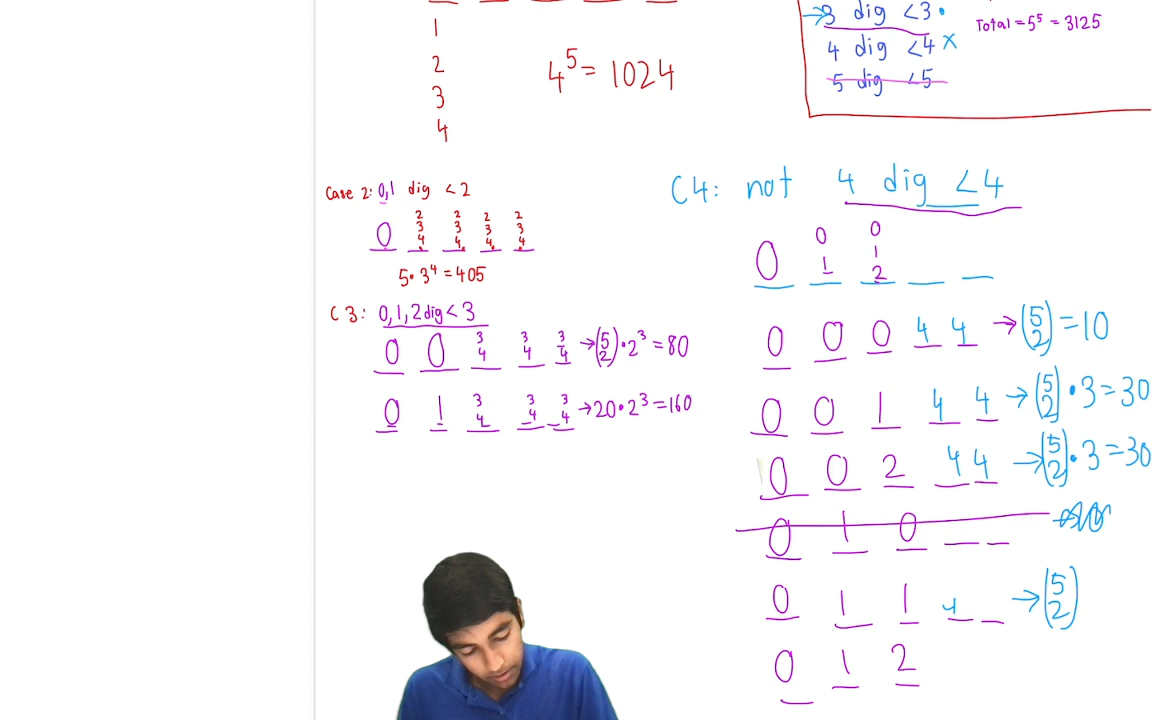 1
2
3
4
4^5 = 1024
3 dig <3 •
4 dig <4 x
5 dig <5
Total = 5^5 = 3125
Case 2: 0,1 dig <2
2 2 2 2
3 3 3 3
0 4 4 4 4
5 • 3^4 = 405
C3: 0,1,2 dig <3
3 3 3
0 0 4 4 4 → (5 2) • 2^3 = 80
3 3 3
0 1 4 4 4 → 20 • 2^3 = 160
C4: not 4 dig <4
0 0
1
0 1 2
0 0 0 4 4 → (5 2) = 10
0 0 1 4 4 → (5 2) • 3 = 30
0 0 2 4 4 → (5 2) • 3 = 30
0 1 0
0 1 1 4 → (5 2)
0 1 2